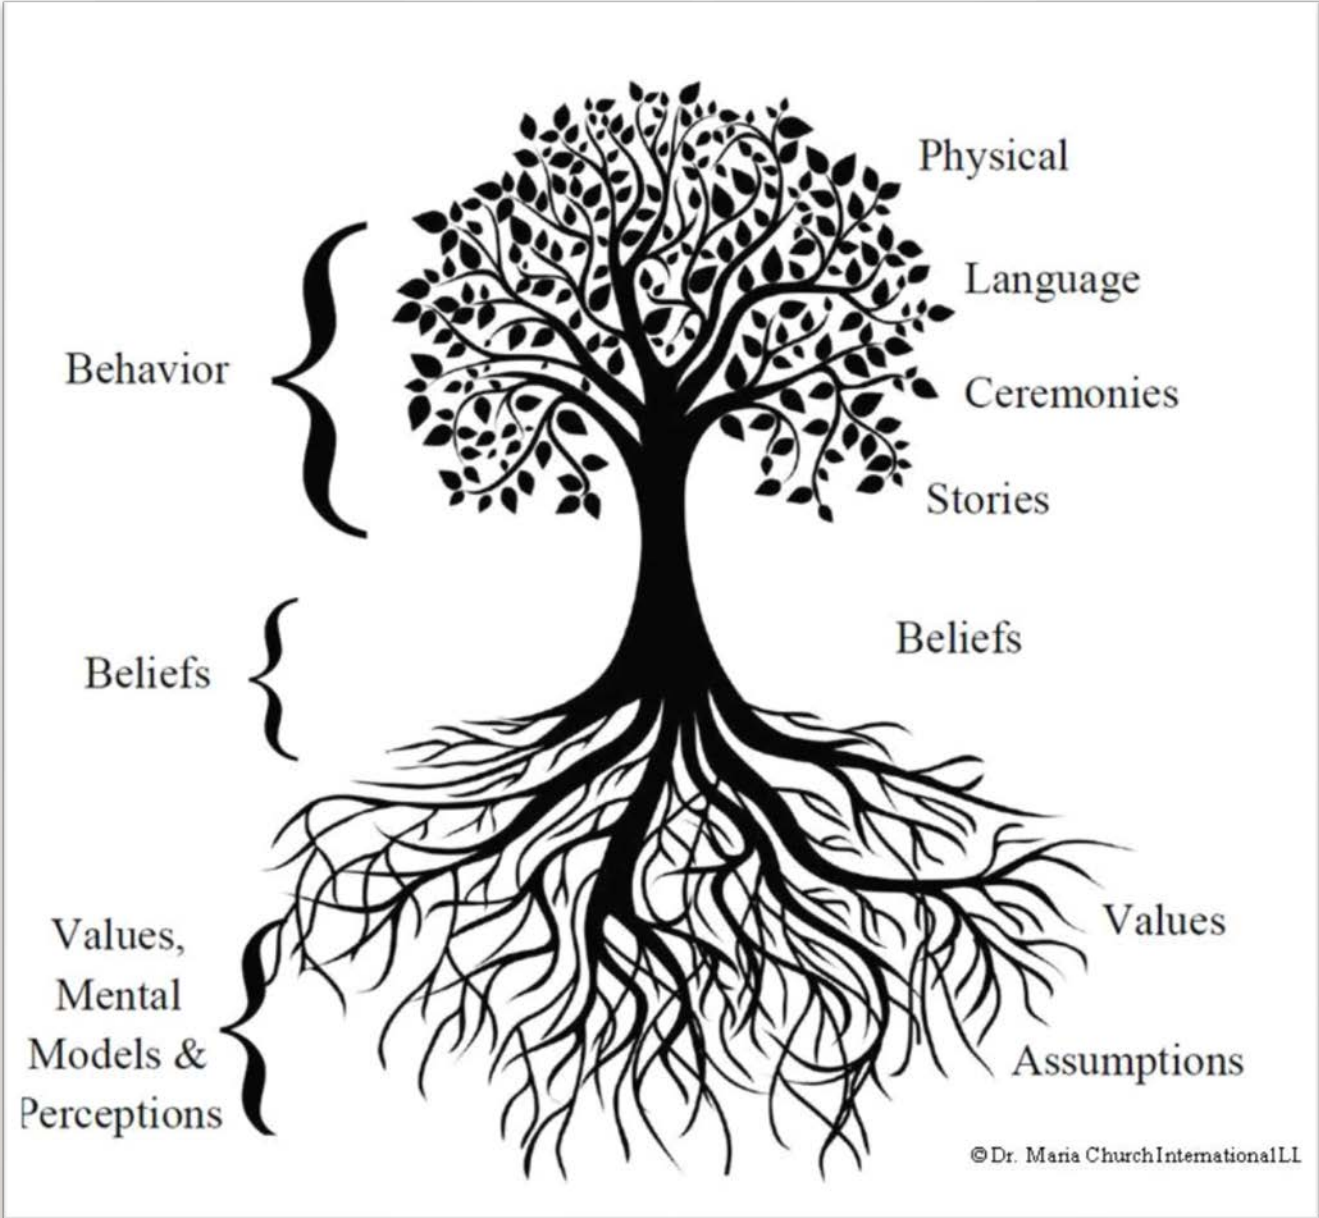 Physical
Language
Behavior
Ceremonies
Stories
Beliefs
Beliefs
Values,
Mental
Models &
Perceptions
Values
Assumptions
©Dr. Maria Church International LL